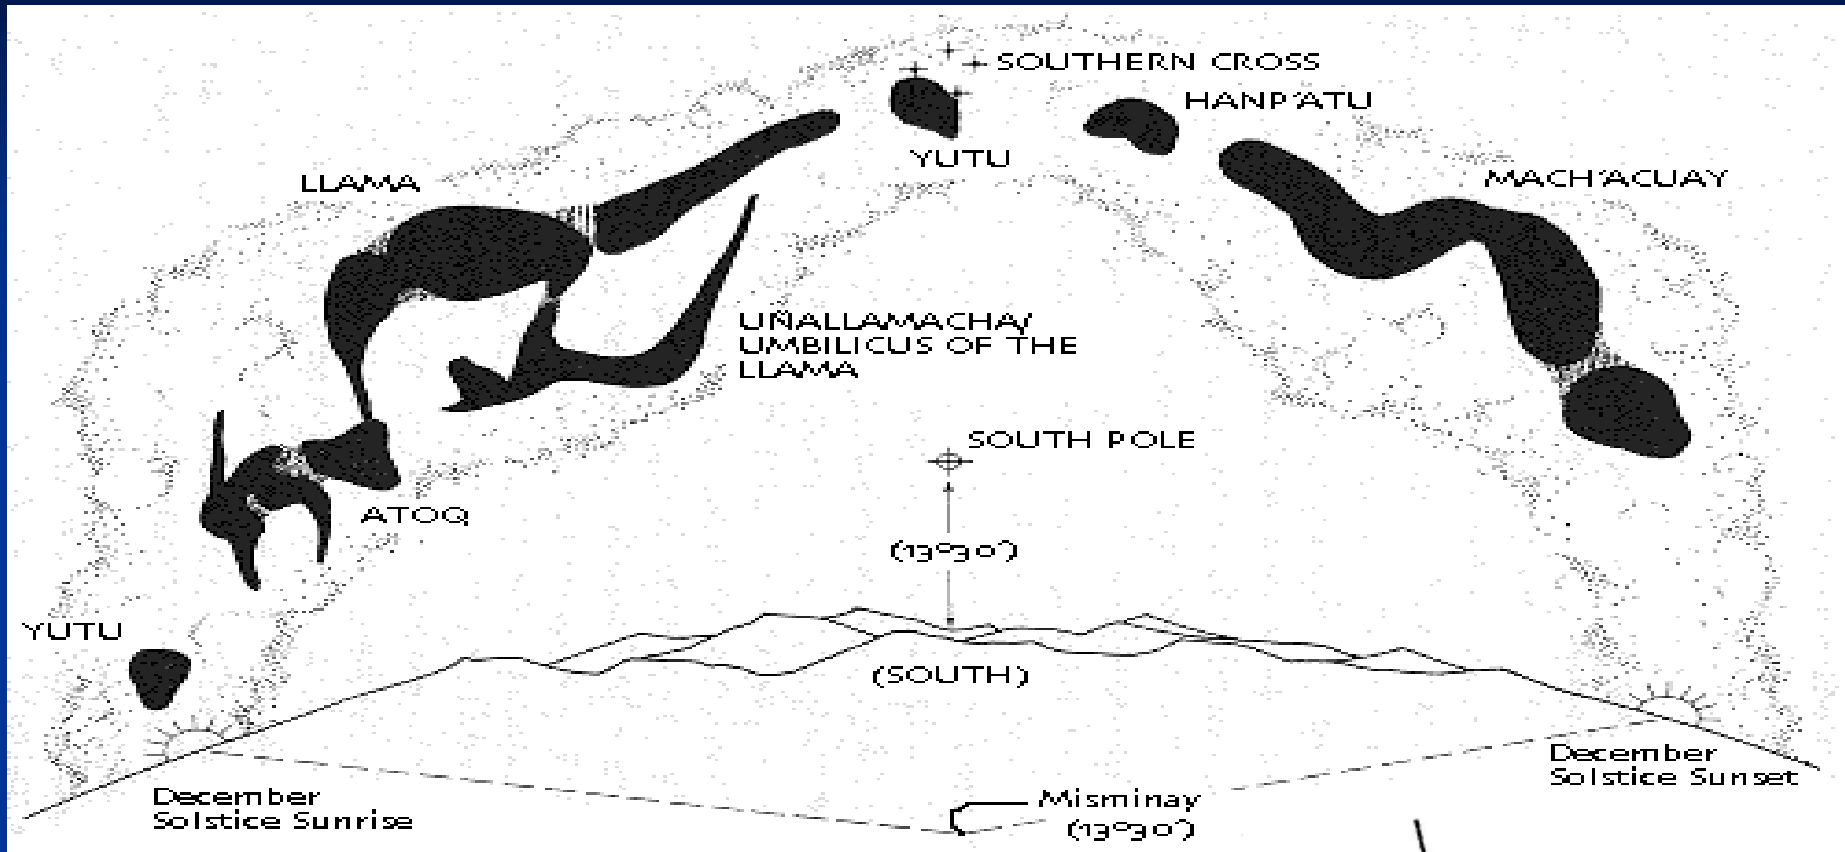 SOUTHERN CROSS
HANP'ATU
YUTU
LLAMA
MACH'ACUAY
UÑALLAMACHA/
UMBILICUS OF THE
LLAMA
SOUTH POLE
ATOQ
(13°30')
YUTU
(SOUTH)
December
Solstice Sunrise
Misminay
(13°30')
December
Solstice Sunset